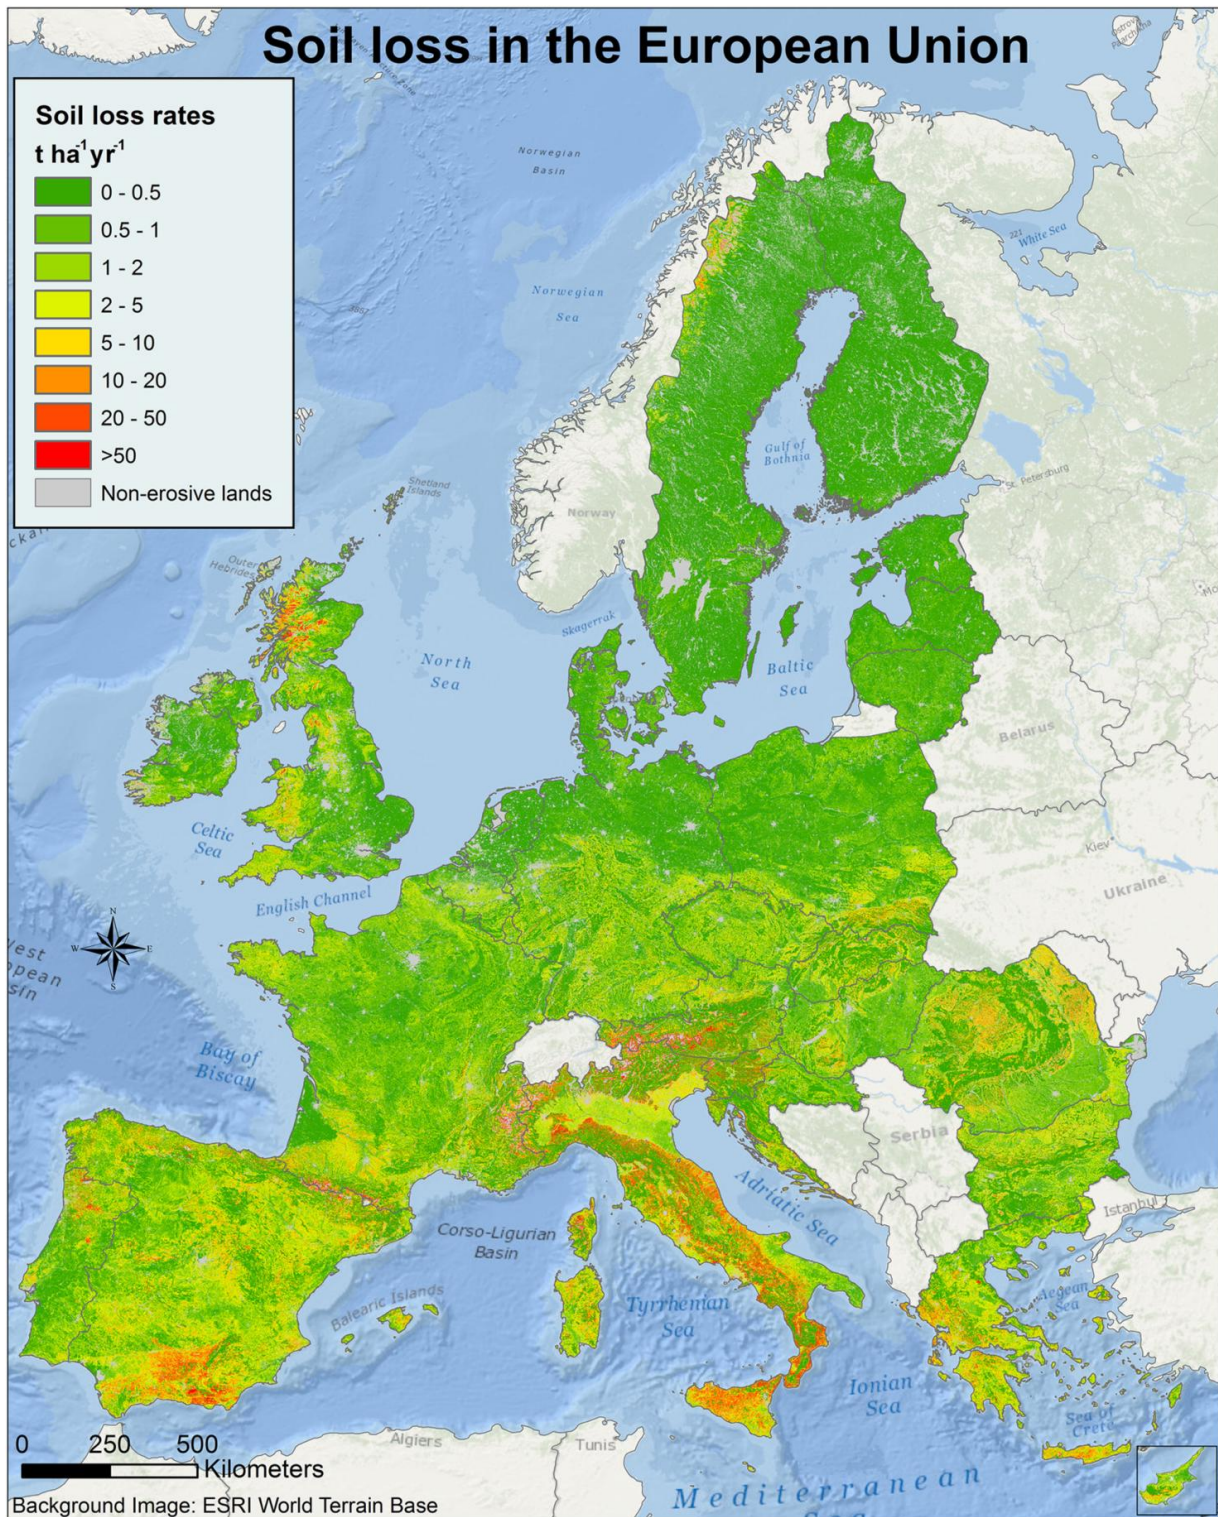 Soil loss in the European Union
Soil loss rates
t ha⁻¹ yr⁻¹
0 - 0.5
0.5 - 1
1 - 2
2 - 5
5 - 10
10 - 20
20 - 50
>50
Non-erosive lands
Norwegian
Basin
Norwegian
Sea
White Sea
221
Gulf of
Bothnia
St. Petersburg
Shetland
Islands
Norway
Outer
Hebrides
Skagerrak
North
Sea
Baltic
Sea
Belarus
Celtic
Sea
Kiev
English Channel
Ukraine
N
W
E
S
Bay of
Biscay
Serbia
Istanbul
Adriatic Sea
Corso-Ligurian
Basin
Balearic Islands
Tyrrhenian
Sea
Aegean
Sea
Ionian
Sea
Sea of
Crete
Algiers
Tunis
Mediterranean
Sea
0 250 500
Kilometers
Background Image: ESRI World Terrain Base